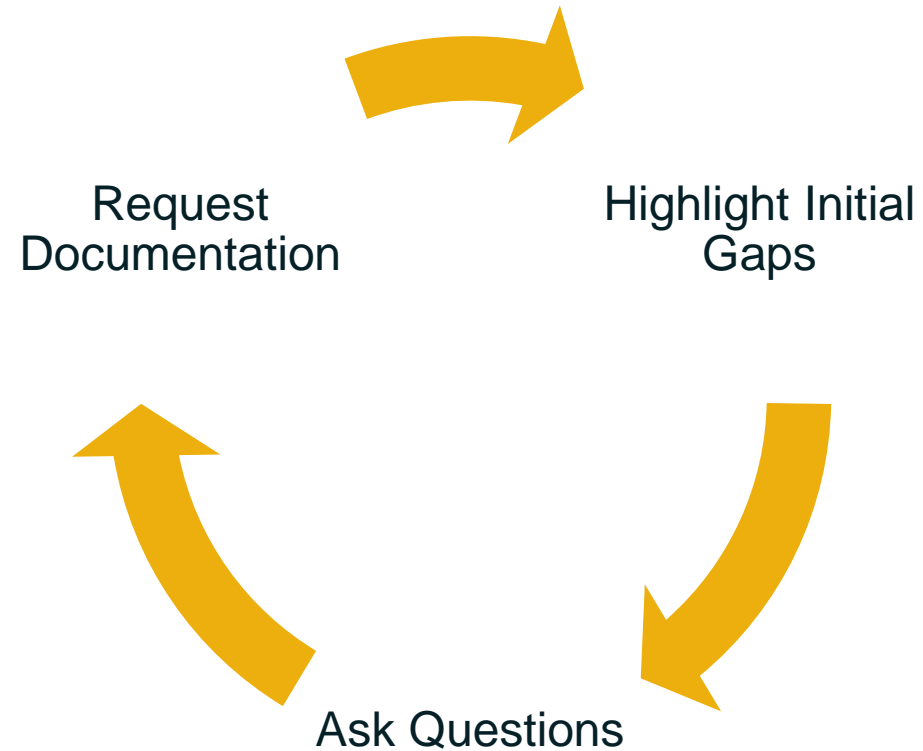 Request
Documentation
Highlight Initial
Gaps
Ask Questions